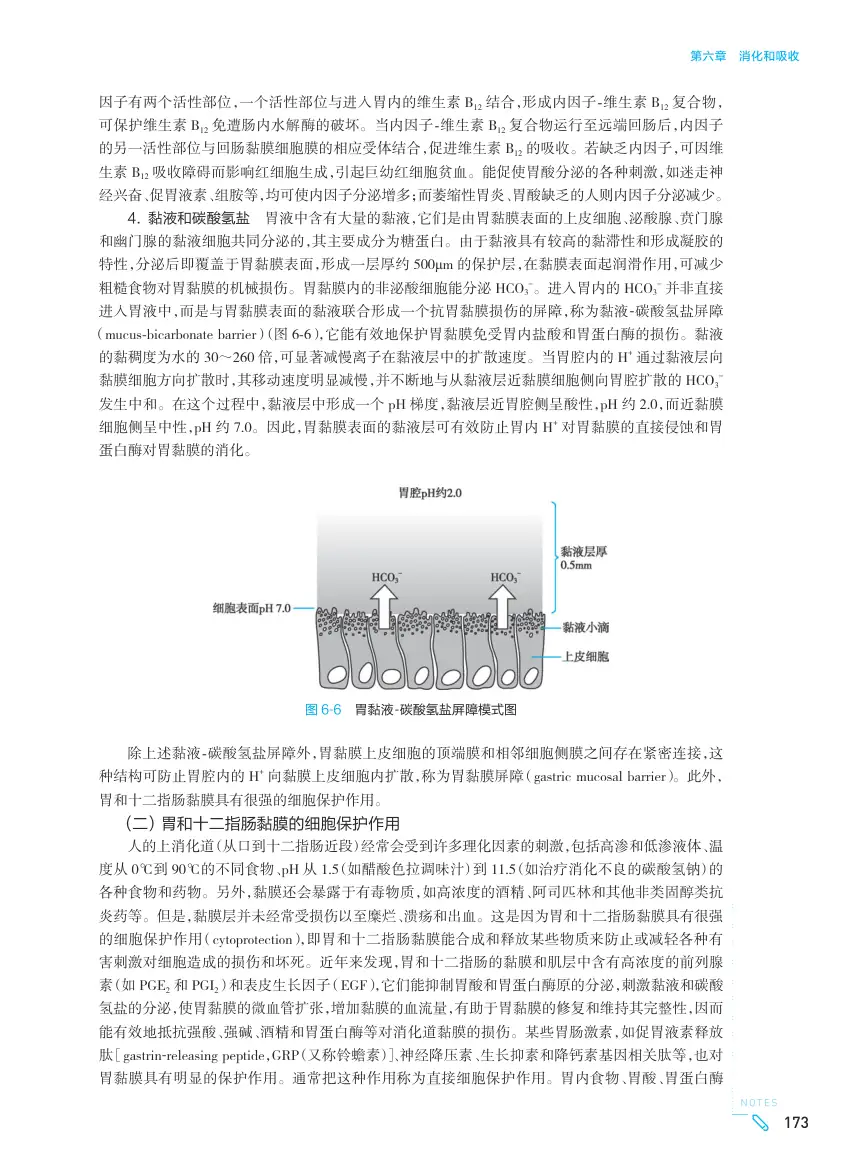 第六章 消化和吸收
因子有两个活性部位,一个活性部位与进入胃内的维生素 B₁₂ 结合,形成内因子-维生素 B₁₂ 复合物,
可保护维生素 B₁₂ 免遭肠内水解酶的破坏。当内因子-维生素 B₁₂ 复合物运行至远端回肠后,内因子
的另一活性部位与回肠黏膜细胞膜的相应受体结合,促进维生素 B₁₂ 的吸收。若缺乏内因子,可因维
生素 B₁₂ 吸收障碍而影响红细胞生成,引起巨幼红细胞贫血。能促使胃酸分泌的各种刺激,如迷走神
经兴奋、促胃液素、组胺等,均可使内因子分泌增多;而萎缩性胃炎、胃酸缺乏的人则内因子分泌减少。
4. 黏液和碳酸氢盐 胃液中含有大量的黏液,它们是由胃黏膜表面的上皮细胞、泌酸腺、贲门腺
和幽门腺的黏液细胞共同分泌的,其主要成分为糖蛋白。由于黏液具有较高的黏滞性和形成凝胶的
特性,分泌后即覆盖于胃黏膜表面,形成一层厚约 500μm 的保护层,在黏膜表面起润滑作用,可减少
粗糙食物对胃黏膜的机械损伤。胃黏膜内的非泌酸细胞能分泌 HCO₃⁻。进入胃内的 HCO₃⁻ 并非直接
进入胃液中,而是与胃黏膜表面的黏液联合形成一个抗胃黏膜损伤的屏障,称为黏液-碳酸氢盐屏障
(mucus-bicarbonate barrier)(图 6-6),它能有效地保护胃黏膜免受胃内盐酸和胃蛋白酶的损伤。黏液
的黏稠度为水的 30～260 倍,可显著减慢离子在黏液层中的扩散速度。当胃腔内的 H⁺ 通过黏液层向
黏膜细胞方向扩散时,其移动速度明显减慢,并不断地与从黏液层近黏膜细胞侧向胃腔扩散的 HCO₃⁻
发生中和。在这个过程中,黏液层中形成一个 pH 梯度,黏液层近胃腔侧呈酸性,pH 约 2.0,而近黏膜
细胞侧呈中性,pH 约 7.0。因此,胃黏膜表面的黏液层可有效防止胃内 H⁺ 对胃黏膜的直接侵蚀和胃
蛋白酶对胃黏膜的消化。
胃腔pH约2.0
黏液层厚
0.5mm
HCO₃⁻ HCO₃⁻
细胞表面pH 7.0
黏液小滴
上皮细胞
图 6-6 胃黏液-碳酸氢盐屏障模式图
除上述黏液-碳酸氢盐屏障外,胃黏膜上皮细胞的顶端膜和相邻细胞侧膜之间存在紧密连接,这
种结构可防止胃腔内的 H⁺ 向黏膜上皮细胞内扩散,称为胃黏膜屏障(gastric mucosal barrier)。此外,
胃和十二指肠黏膜具有很强的细胞保护作用。
(二)胃和十二指肠黏膜的细胞保护作用
人的上消化道(从口到十二指肠近段)经常会受到许多理化因素的刺激,包括高渗和低渗液体、温
度从 0℃到 90℃的不同食物、pH 从 1.5(如醋酸色拉调味汁)到 11.5(如治疗消化不良的碳酸氢钠)的
各种食物和药物。另外,黏膜还会暴露于有毒物质,如高浓度的酒精、阿司匹林和其他非类固醇类抗
炎药等。但是,黏膜层并未经常受损伤以至糜烂、溃疡和出血。这是因为胃和十二指肠黏膜具有很强
的细胞保护作用(cytoprotection),即胃和十二指肠黏膜能合成和释放某些物质来防止或减轻各种有
害刺激对细胞造成的损伤和坏死。近年来发现,胃和十二指肠的黏膜和肌层中含有高浓度的前列腺
素(如 PGE₂ 和 PGI₂)和表皮生长因子(EGF),它们能抑制胃酸和胃蛋白酶原的分泌,刺激黏液和碳酸
氢盐的分泌,使胃黏膜的微血管扩张,增加黏膜的血流量,有助于胃黏膜的修复和维持其完整性,因而
能有效地抵抗强酸、强碱、酒精和胃蛋白酶等对消化道黏膜的损伤。某些胃肠激素,如促胃液素释放
肽[gastrin-releasing peptide,GRP(又称铃蟾素)]、神经降压素、生长抑素和降钙素基因相关肽等,也对
胃黏膜具有明显的保护作用。通常把这种作用称为直接细胞保护作用。胃内食物、胃酸、胃蛋白酶
NOTES
173